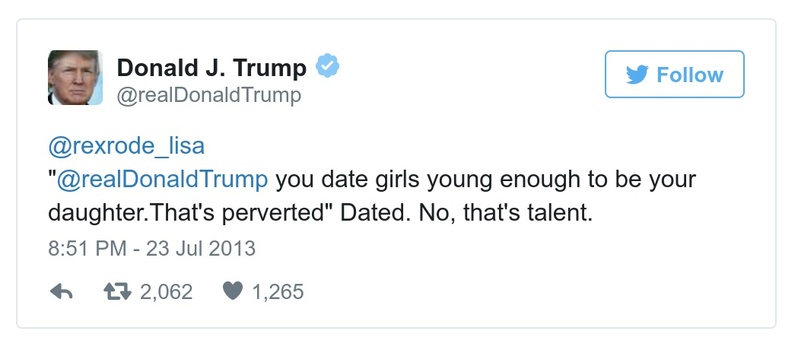 Donald J. Trump
@realDonaldTrump
Follow
@rexrode_lisa
"@realDonaldTrump you date girls young enough to be your
daughter.That's perverted" Dated. No, that's talent.
8:51 PM - 23 Jul 2013
2,062 1,265